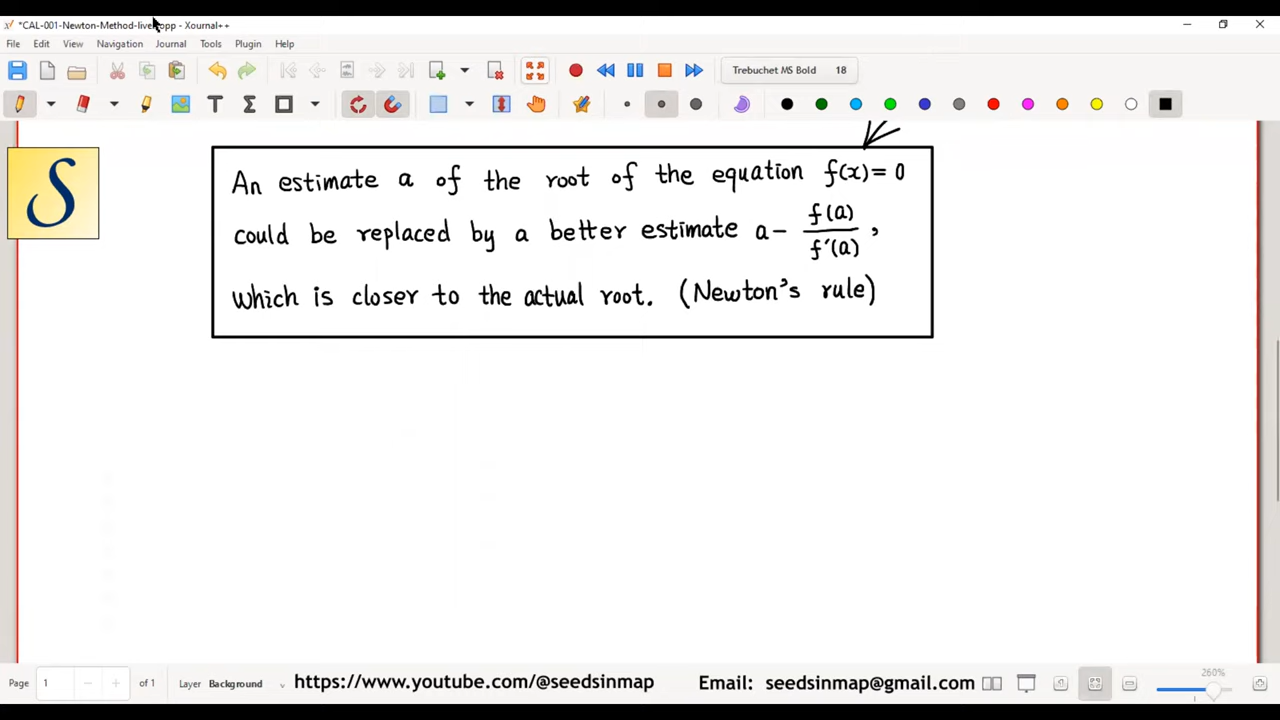 *CAL-001-Newton-Method-live.xopp - Xournal++
File Edit View Navigation Journal Tools Plugin Help
Trebuchet MS Bold 18
S
An estimate a of the root of the equation f(x)= 0
could be replaced by a better estimate a- f(a)/f'(a),
which is closer to the actual root. (Newton's rule)
Page 1 of 1 Layer Background https://www.youtube.com/@seedsinmap Email: seedsinmap@gmail.com 260%